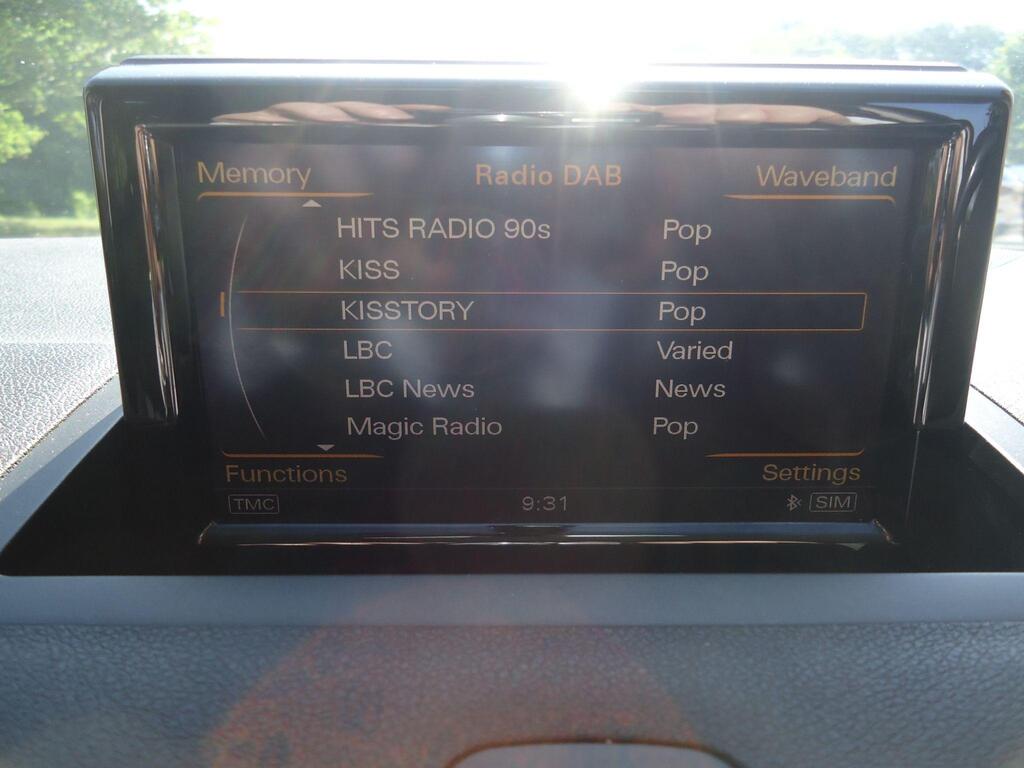 Memory Radio DAB Waveband
HITS RADIO 90s Pop
KISS Pop
KISSTORY Pop
LBC Varied
LBC News News
Magic Radio Pop
Functions Settings
TMC 9:31 SIM